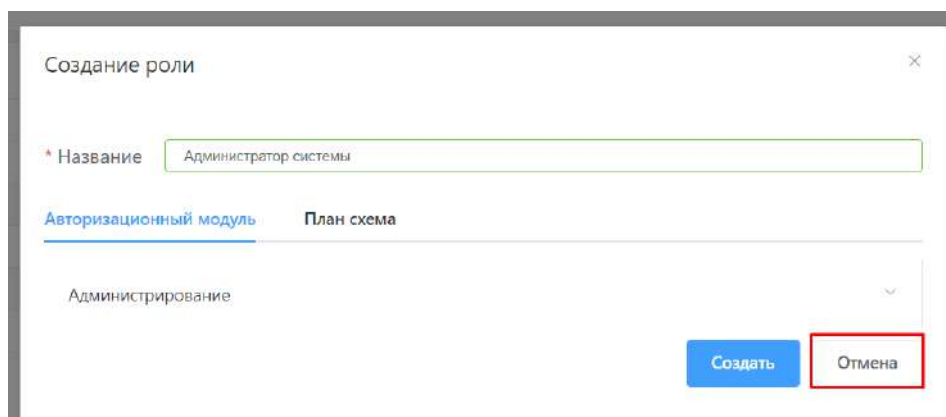 Создание роли
* Название Администратор системы
Авторизационный модуль План схема
Администрирование
Создать Отмена